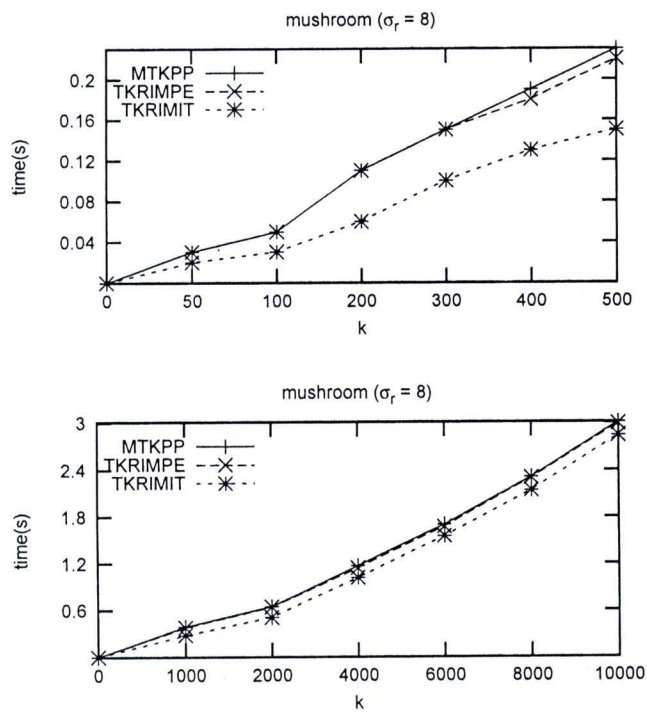 mushroom (σr = 8)
MTKPP
TKRIMPE
TKRIMIT
0.2
0.16
0.12
0.08
0.04
time(s)
0 50 100 200 300 400 500
k
mushroom (σr = 8)
MTKPP
TKRIMPE
TKRIMIT
3
2.4
1.8
1.2
0.6
time(s)
0 1000 2000 4000 6000 8000 10000
k